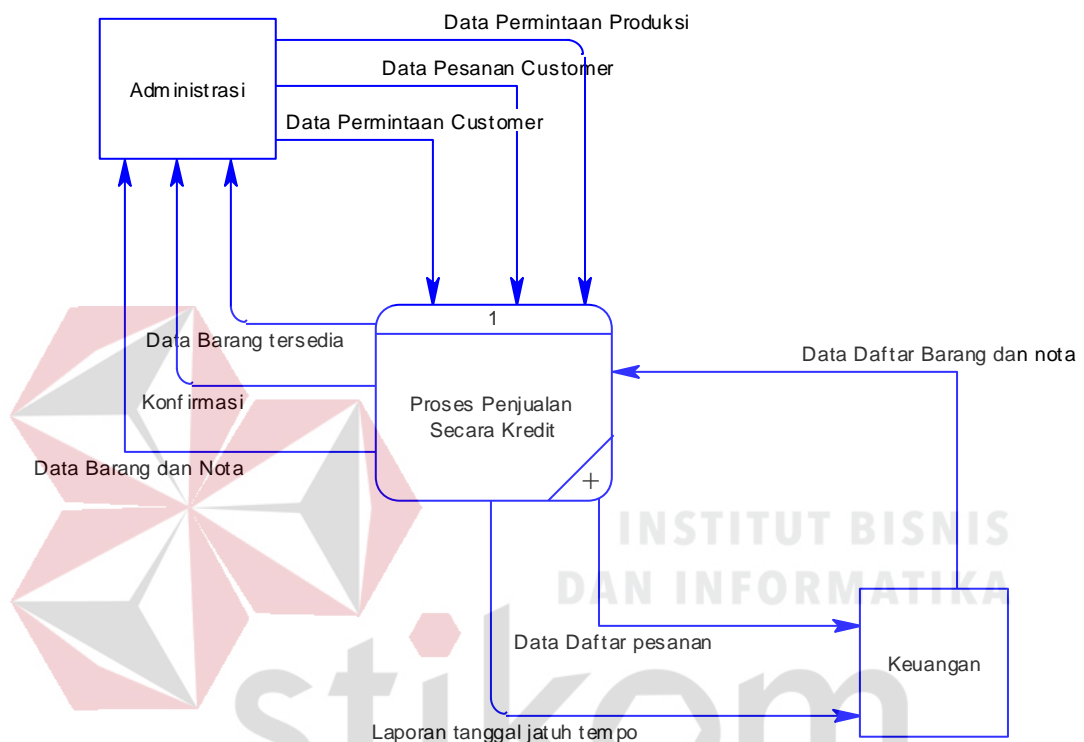 Data Permintaan Produksi
Data Pesanan Customer
Administrasi
Data Permintaan Customer
1
Data Barang tersedia
Data Daftar Barang dan nota
Konfirmasi
Proses Penjualan
Secara Kredit
Data Barang dan Nota
+
INSTITUT BISNIS
DAN INFORMATIKA
Data Daftar pesanan
Keuangan
stikom
Laporan tanggal jatuh tempo